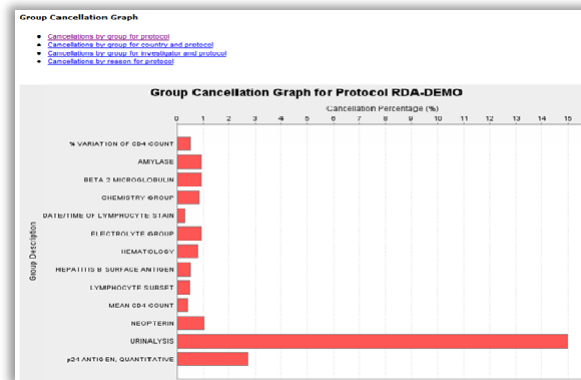 Group Cancellation Graph
Cancellations by group for protocol
Cancellations by group for country and protocol
Cancellations by group for investigator and protocol
Cancellations by reason for protocol
Group Cancellation Graph for Protocol RDA-DEMO
Cancellation Percentage (%)
0 1 2 3 4 5 6 7 8 9 10 11 12 13 14 15
Group Description
% VARIATION OF CD4 COUNT
AMYLASE
BETA 2 MICROGLOBULIN
CHEMISTRY GROUP
DATE/TIME OF LYMPHOCYTE STAIN
ELECTROLYTE GROUP
HEMATOLOGY
HEPATITIS B SURFACE ANTIGEN
LYMPHOCYTE SUBSET
MEAN CD4 COUNT
NEOPTERIN
URINALYSIS
p24 ANTIGEN, QUANTITATIVE